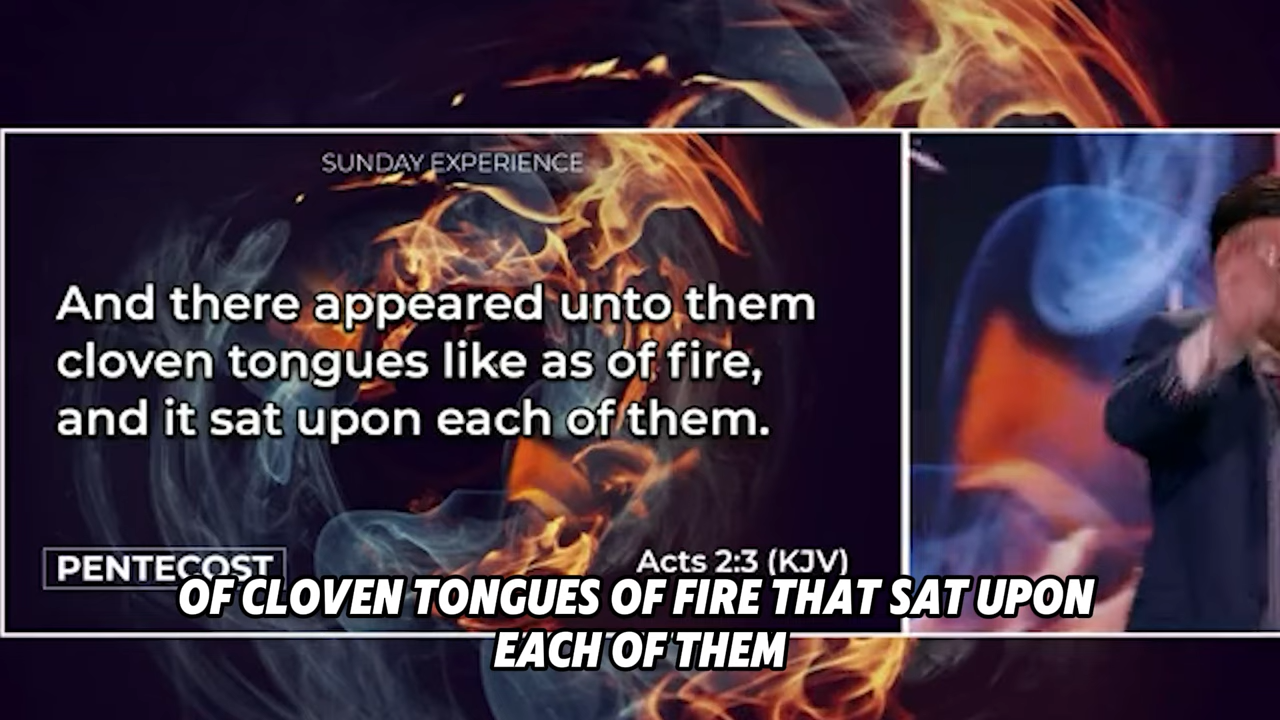 SUNDAY EXPERIENCE
And there appeared unto them
cloven tongues like as of fire,
and it sat upon each of them.
PENTECOST
Acts 2:3 (KJV)
OF CLOVEN TONGUES OF FIRE THAT SAT UPON
EACH OF THEM